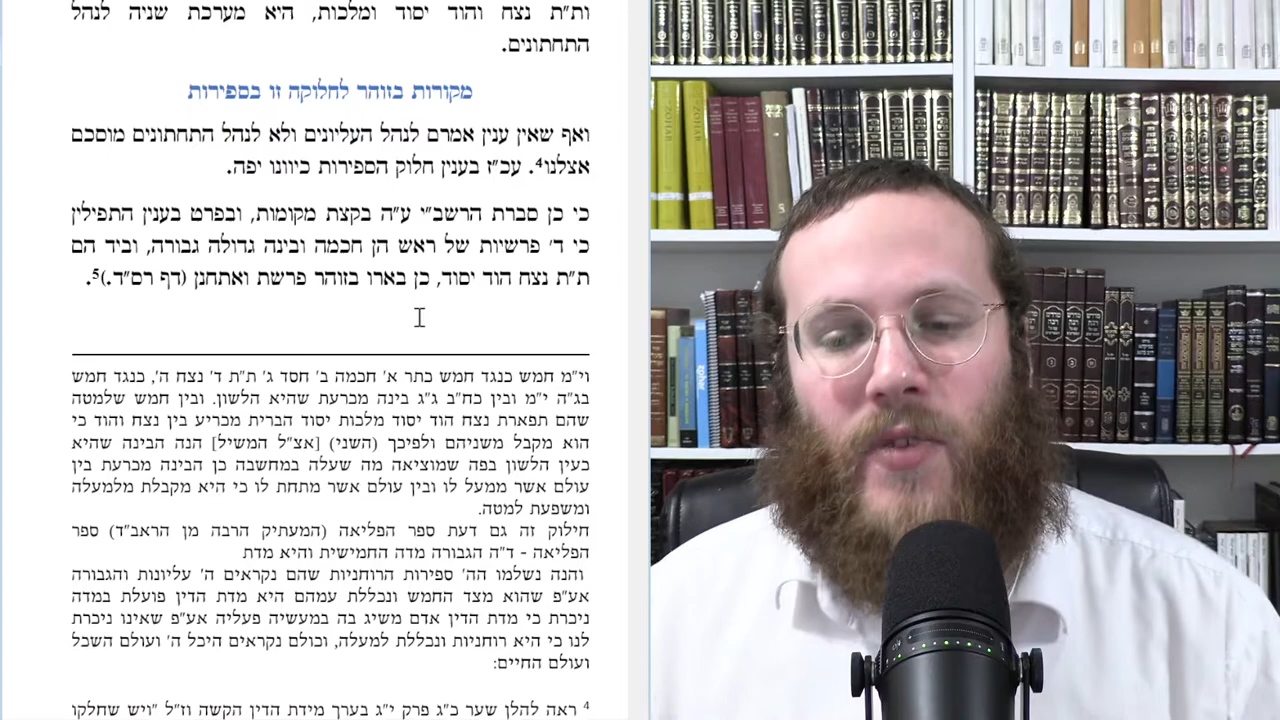 ות״ת נצח והוד יסוד ומלכות, היא מערכת שניה לנהל
התחתונים.
מקורות בזוהר לחלוקה זו בספירות
ואף שאין ענין אמרם לנהל העליונים ולא לנהל התחתונים מוסכם
אצלנו⁴. עכ״ז בענין חלוק הספירות כיוונו יפה.
כי כן סברת הרשב״י ע״ה בקצת מקומות, ובפרט בענין התפילין
כי ד׳ פרשיות של ראש הן חכמה ובינה גדולה גבורה, וביד הם
ת״ת נצח הוד יסוד, כן בארו בזוהר פרשת ואתחנן (דף רס״ד.)⁵.
וי״מ חמש כנגד חמש כתר א׳ חכמה ב׳ חסד ג׳ ת״ת ד׳ נצח ה׳, כנגד חמש
בג״ה י״מ ובין כח״ב ג״ג בינה מכרעת שהיא הלשון. ובין חמש שלמטה
שהם תפארת נצח הוד יסוד מלכות יסוד הברית מכריע בין נצח והוד כי
הוא מקבל משניהם ולפיכך (השני) [אצ״ל המשיל] הנה הבינה שהיא
כעין הלשון בפה שמוציאה מה שעלה במחשבה כן הבינה מכרעת בין
עולם אשר ממעל לו ובין עולם אשר מתחת לו כי היא מקבלת מלמעלה
ומשפעת למטה.
חילוק זה גם דעת ספר הפליאה (המעתיק הרבה מן הראב״ד) ספר
הפליאה - ד״ה הגבורה מדה החמישית והיא מדת
והנה נשלמו הה׳ ספירות הרוחניות שהם נקראים ה׳ עליונות והגבורה
אע״פ שהוא מצד החמש ונכללת עמהם היא מדת הדין פועלת במדה
ניכרת כי מדת הדין אדם משיג בה במעשיה פעליה אע״פ שאינו ניכרת
לנו כי היא רוחניות ונכללת למעלה, וכולם נקראים היכל ה׳ ועולם השכל
ועולם החיים:
⁴ ראה להלן שער כ״ג פרק י״ג בערך מידת הדין הקשה וז״ל ״ויש שחלקו
ZOHAR